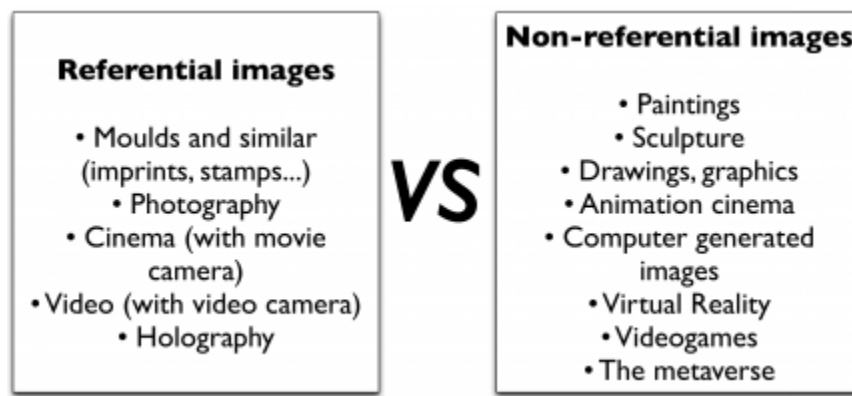 Referential images
• Moulds and similar
(imprints, stamps...)
• Photography
• Cinema (with movie
camera)
• Video (with video camera)
• Holography
VS
Non-referential images
• Paintings
• Sculpture
• Drawings, graphics
• Animation cinema
• Computer generated
images
• Virtual Reality
• Videogames
• The metaverse